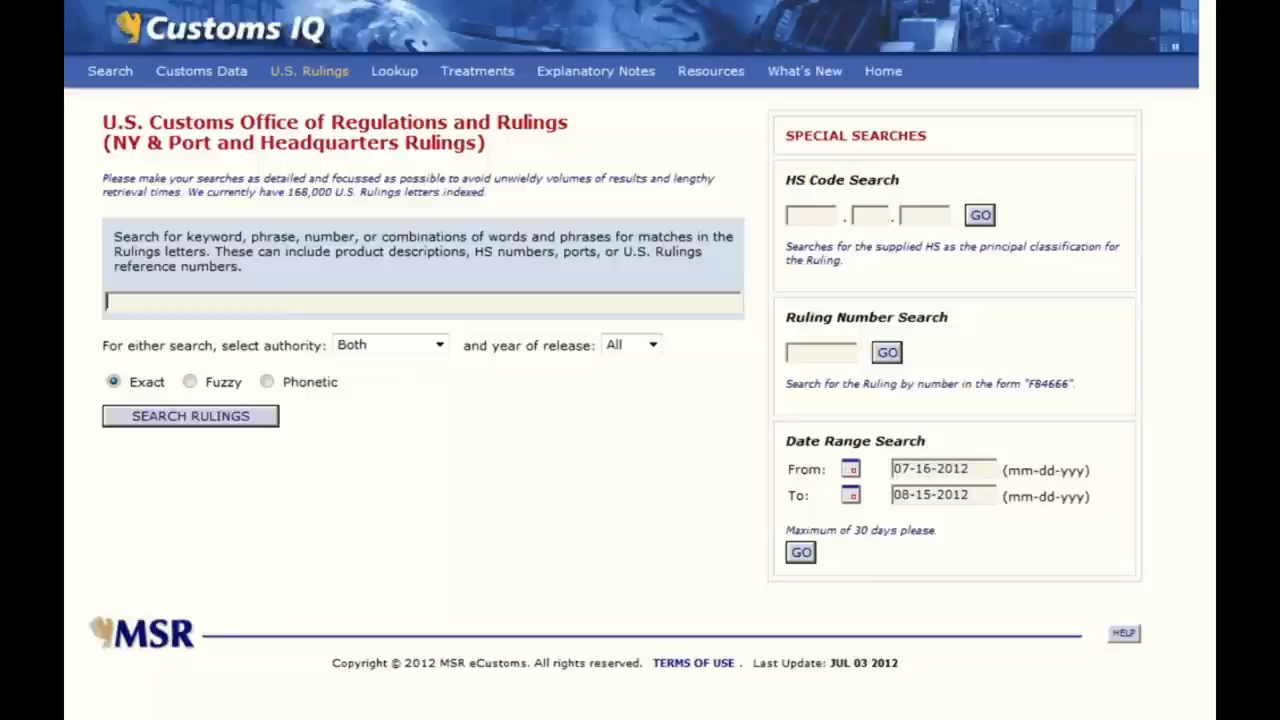 Customs IQ
Search Customs Data U.S. Rulings Lookup Treatments Explanatory Notes Resources What's New Home
U.S. Customs Office of Regulations and Rulings
(NY & Port and Headquarters Rulings)
Please make your searches as detailed and focussed as possible to avoid unwieldy volumes of results and lengthy
retrieval times. We currently have 168,000 U.S. Rulings letters indexed.
Search for keyword, phrase, number, or combinations of words and phrases for matches in the
Rulings letters. These can include product descriptions, HS numbers, ports, or U.S. Rulings
reference numbers.
For either search, select authority: Both and year of release: All
Exact Fuzzy Phonetic
SEARCH RULINGS
SPECIAL SEARCHES
HS Code Search
. . GO
Searches for the supplied HS as the principal classification for
the Ruling.
Ruling Number Search
GO
Search for the Ruling by number in the form "F84666".
Date Range Search
From: 07-16-2012 (mm-dd-yyy)
To: 08-15-2012 (mm-dd-yyy)
Maximum of 30 days please.
GO
MSR
HELP
Copyright © 2012 MSR eCustoms. All rights reserved. TERMS OF USE . Last Update: JUL 03 2012